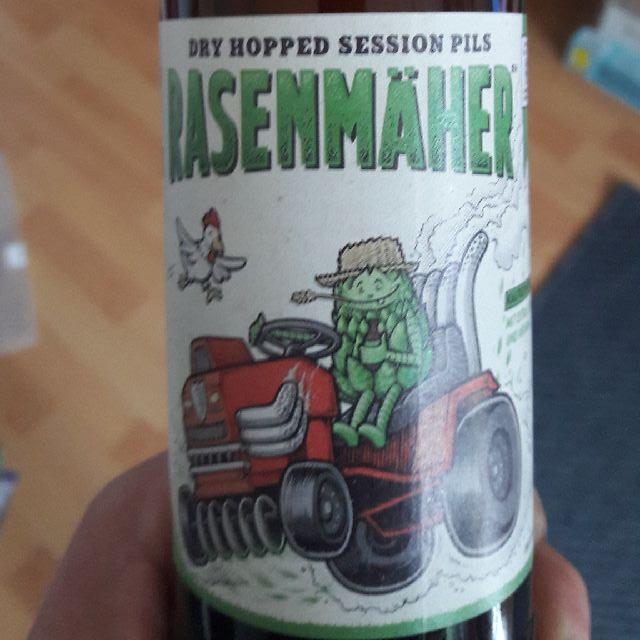 DRY HOPPED SESSION PILS
RASENMÄHER